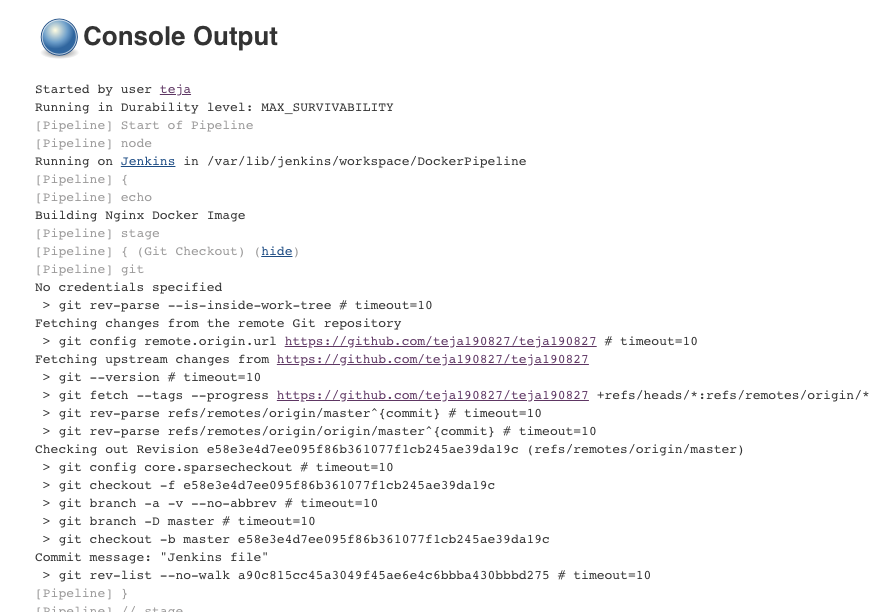 Console Output
Started by user teja
Running in Durability level: MAX_SURVIVABILITY
[Pipeline] Start of Pipeline
[Pipeline] node
Running on Jenkins in /var/lib/jenkins/workspace/DockerPipeline
[Pipeline] {
[Pipeline] echo
Building Nginx Docker Image
[Pipeline] stage
[Pipeline] { (Git Checkout) (hide)
[Pipeline] git
No credentials specified
 > git rev-parse --is-inside-work-tree # timeout=10
Fetching changes from the remote Git repository
 > git config remote.origin.url https://github.com/teja190827/teja190827 # timeout=10
Fetching upstream changes from https://github.com/teja190827/teja190827
 > git --version # timeout=10
 > git fetch --tags --progress https://github.com/teja190827/teja190827 +refs/heads/*:refs/remotes/origin/*
 > git rev-parse refs/remotes/origin/master^{commit} # timeout=10
 > git rev-parse refs/remotes/origin/origin/master^{commit} # timeout=10
Checking out Revision e58e3e4d7ee095f86b361077f1cb245ae39da19c (refs/remotes/origin/master)
 > git config core.sparsecheckout # timeout=10
 > git checkout -f e58e3e4d7ee095f86b361077f1cb245ae39da19c
 > git branch -a -v --no-abbrev # timeout=10
 > git branch -D master # timeout=10
 > git checkout -b master e58e3e4d7ee095f86b361077f1cb245ae39da19c
Commit message: "Jenkins file"
 > git rev-list --no-walk a90c815cc45a3049f45ae6e4c6bbba430bbbd275 # timeout=10
[Pipeline] }
[Pipeline] // stage